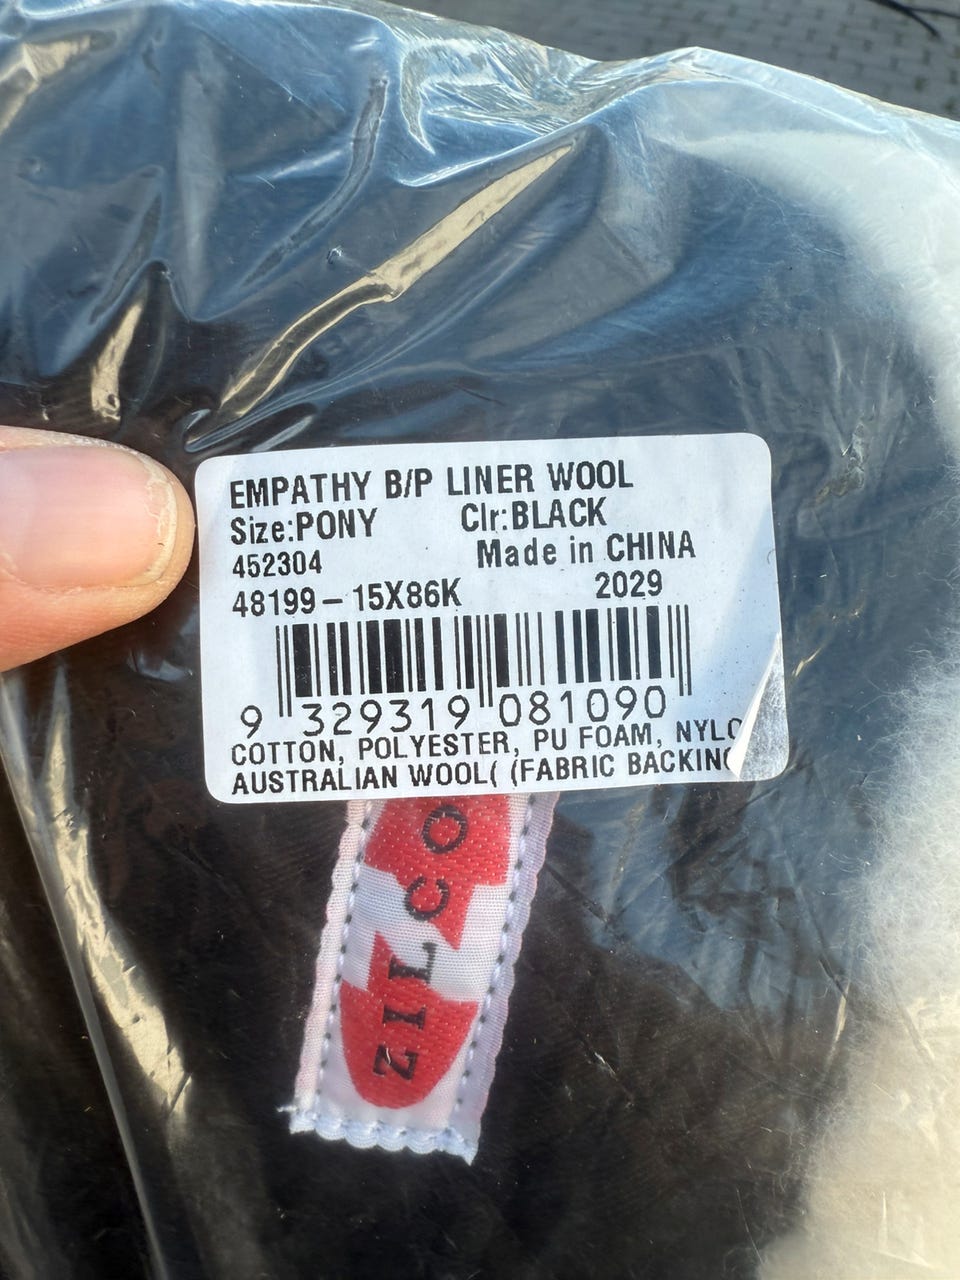 EMPATHY B/P LINER WOOL
Size:PONY Clr:BLACK
452304 Made in CHINA
48199-15X86K 2029
9 329319 081090
COTTON, POLYESTER, PU FOAM, NYLO
AUSTRALIAN WOOL( (FABRIC BACKING
ZILCO